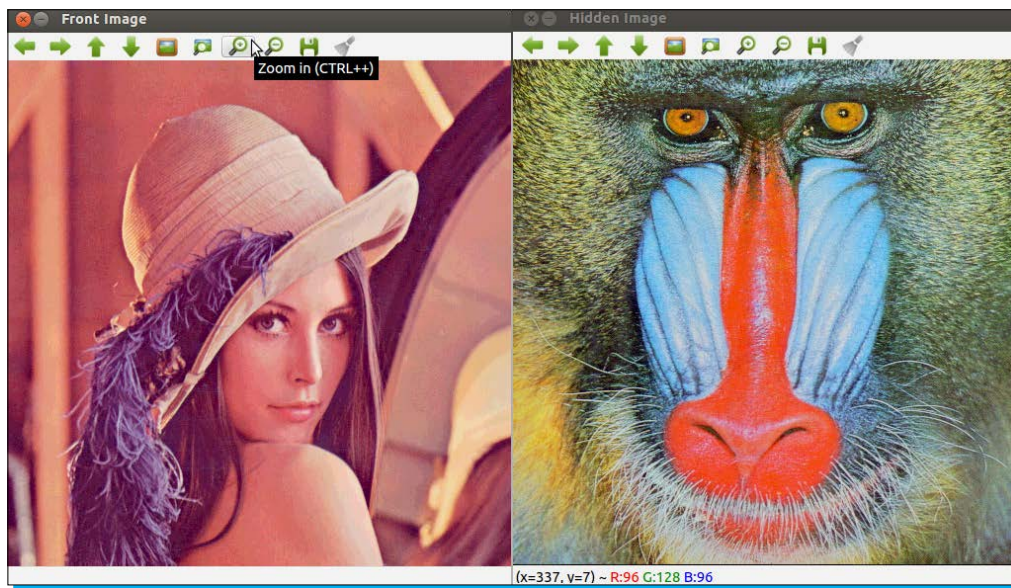 Front Image
Hidden Image
Zoom in (CTRL++)
(x=337, y=7) ~ R:96 G:128 B:96